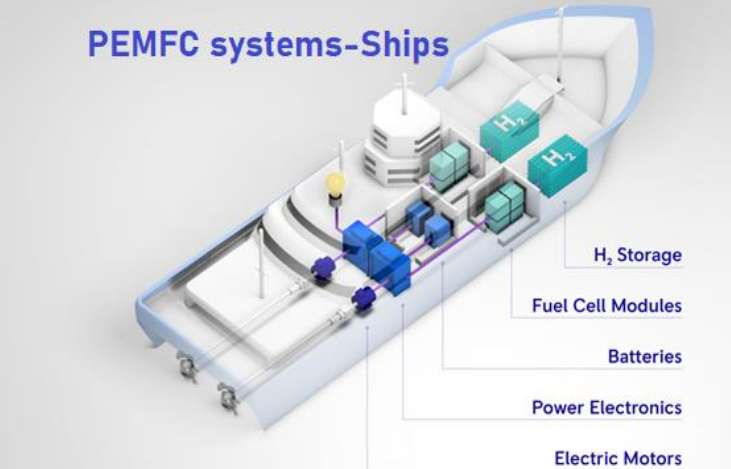 PEMFC systems-Ships
H₂
H₂
H₂ Storage
Fuel Cell Modules
Batteries
Power Electronics
Electric Motors